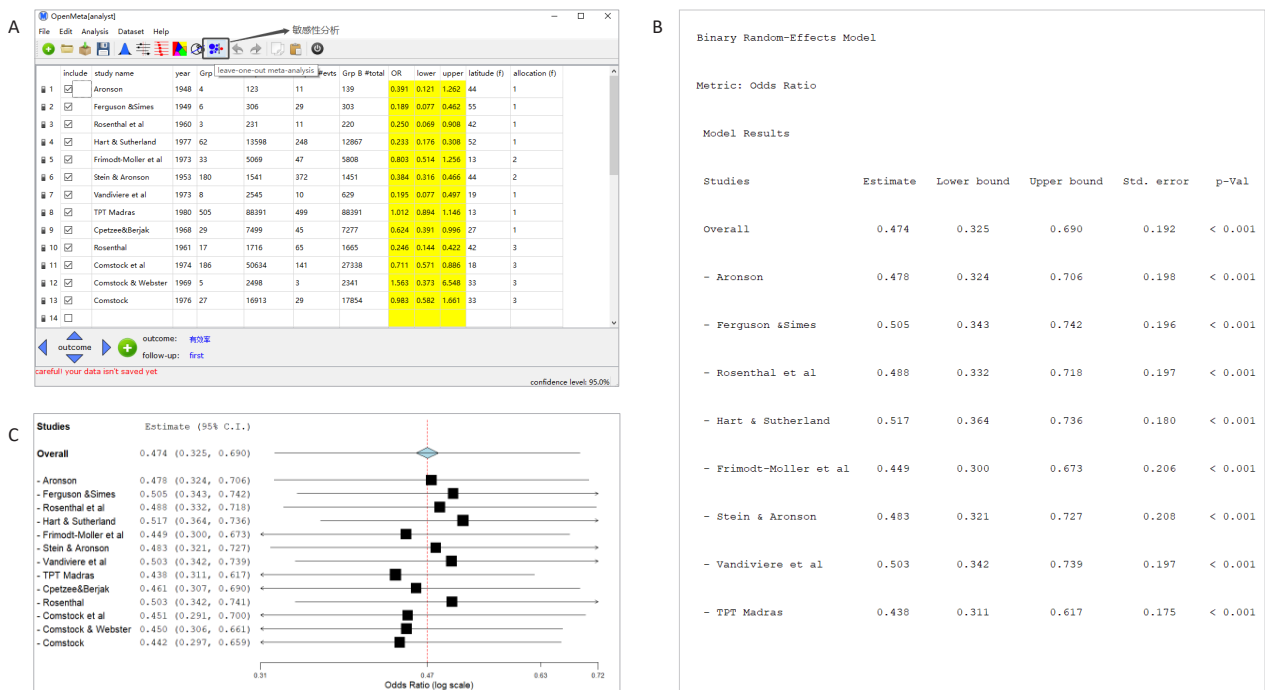 A
OpenMeta[analyst]
敏感性分析
File Edit Analysis Dataset Help
leave-one-out meta-analysis
include study name year Grp #evts Grp B #total OR lower upper latitude (f) allocation (f)
1 Aronson 1948 4 123 11 139 0.391 0.121 1.262 44 1
2 Ferguson &Simes 1949 6 306 29 303 0.189 0.077 0.462 55 1
3 Rosenthal et al 1960 3 231 11 220 0.250 0.069 0.908 42 1
4 Hart & Sutherland 1977 62 13598 248 12867 0.233 0.176 0.308 52 1
5 Frimodt-Moller et al 1973 33 5069 47 5808 0.803 0.514 1.256 13 2
6 Stein & Aronson 1953 180 1541 372 1451 0.384 0.316 0.466 44 2
7 Vandiviere et al 1973 8 2545 10 629 0.195 0.077 0.497 19 1
8 TPT Madras 1980 505 88391 499 88391 1.012 0.894 1.146 13 1
9 Cpetzee&Berjak 1968 29 7499 45 7277 0.624 0.391 0.996 27 1
10 Rosenthal 1961 17 1716 65 1665 0.246 0.144 0.422 42 3
11 Comstock et al 1974 186 50634 141 27338 0.711 0.571 0.886 18 3
12 Comstock & Webster 1969 5 2498 3 2341 1.563 0.373 6.548 33 3
13 Comstock 1976 27 16913 29 17854 0.983 0.582 1.661 33 3
14
outcome
outcome: 有效率
follow-up: first
careful! your data isn't saved yet
confidence level: 95.0%
B
Binary Random-Effects Model
Metric: Odds Ratio
Model Results
Studies Estimate Lower bound Upper bound Std. error p-Val
Overall 0.474 0.325 0.690 0.192 < 0.001
- Aronson 0.478 0.324 0.706 0.198 < 0.001
- Ferguson &Simes 0.505 0.343 0.742 0.196 < 0.001
- Rosenthal et al 0.488 0.332 0.718 0.197 < 0.001
- Hart & Sutherland 0.517 0.364 0.736 0.180 < 0.001
- Frimodt-Moller et al 0.449 0.300 0.673 0.206 < 0.001
- Stein & Aronson 0.483 0.321 0.727 0.208 < 0.001
- Vandiviere et al 0.503 0.342 0.739 0.197 < 0.001
- TPT Madras 0.438 0.311 0.617 0.175 < 0.001
C
Studies Estimate (95% C.I.)
Overall 0.474 (0.325, 0.690)
- Aronson 0.478 (0.324, 0.706)
- Ferguson &Simes 0.505 (0.343, 0.742)
- Rosenthal et al 0.488 (0.332, 0.718)
- Hart & Sutherland 0.517 (0.364, 0.736)
- Frimodt-Moller et al 0.449 (0.300, 0.673)
- Stein & Aronson 0.483 (0.321, 0.727)
- Vandiviere et al 0.503 (0.342, 0.739)
- TPT Madras 0.438 (0.311, 0.617)
- Cpetzee&Berjak 0.461 (0.307, 0.690)
- Rosenthal 0.503 (0.342, 0.741)
- Comstock et al 0.451 (0.291, 0.700)
- Comstock & Webster 0.450 (0.306, 0.661)
- Comstock 0.442 (0.297, 0.659)
0.31 0.47 0.63 0.72
Odds Ratio (log scale)